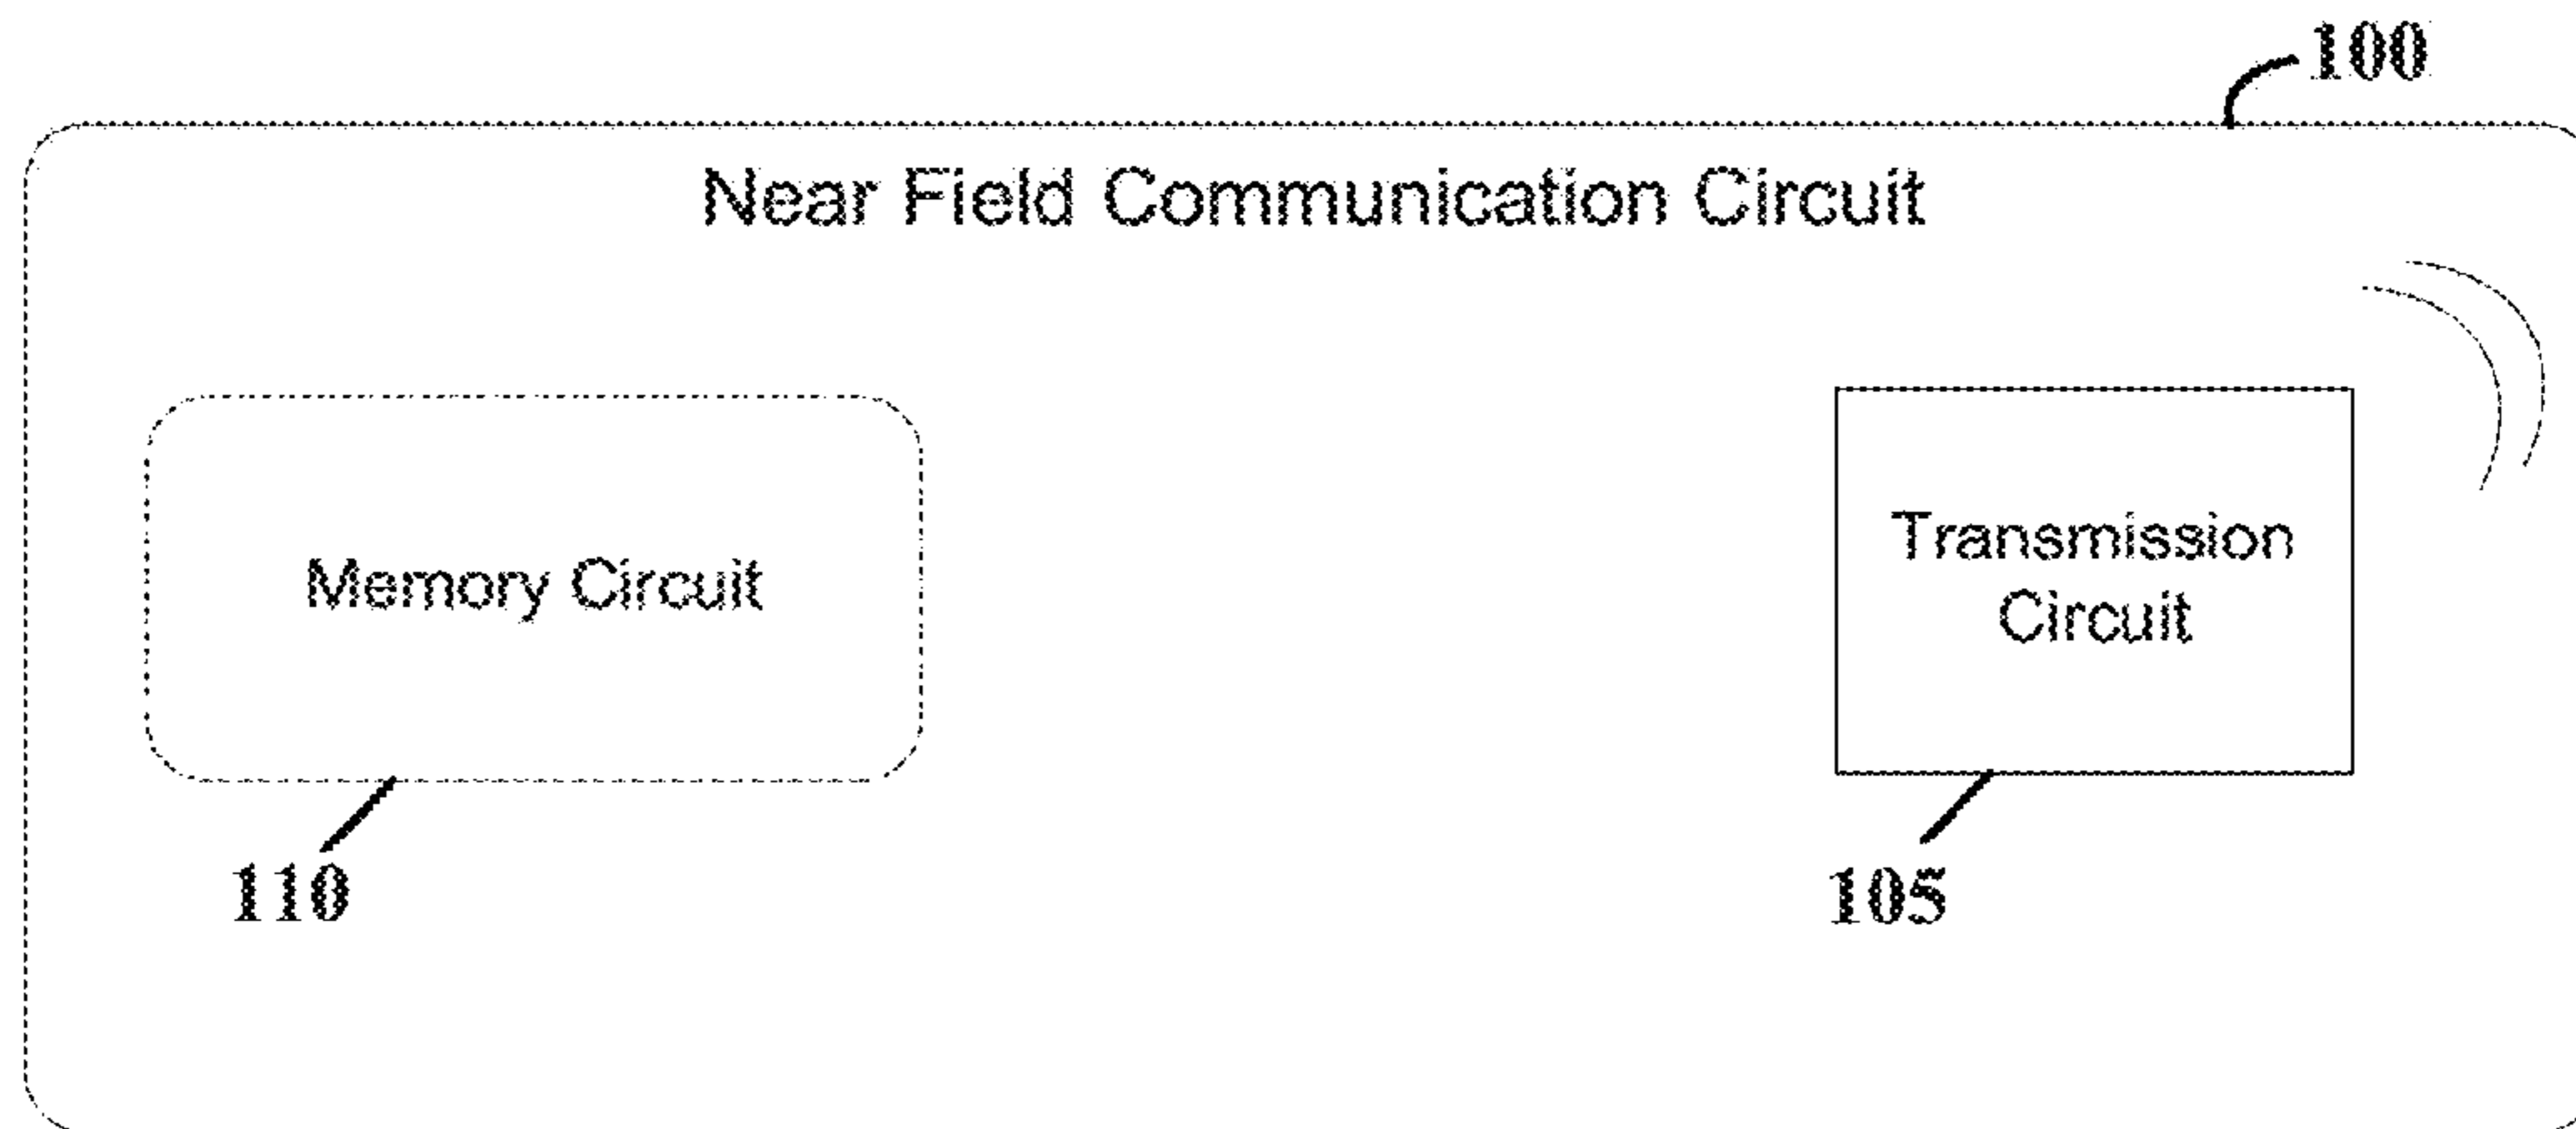 100
Near Field Communication Circuit
Memory Circuit
Transmission
Circuit
110
105